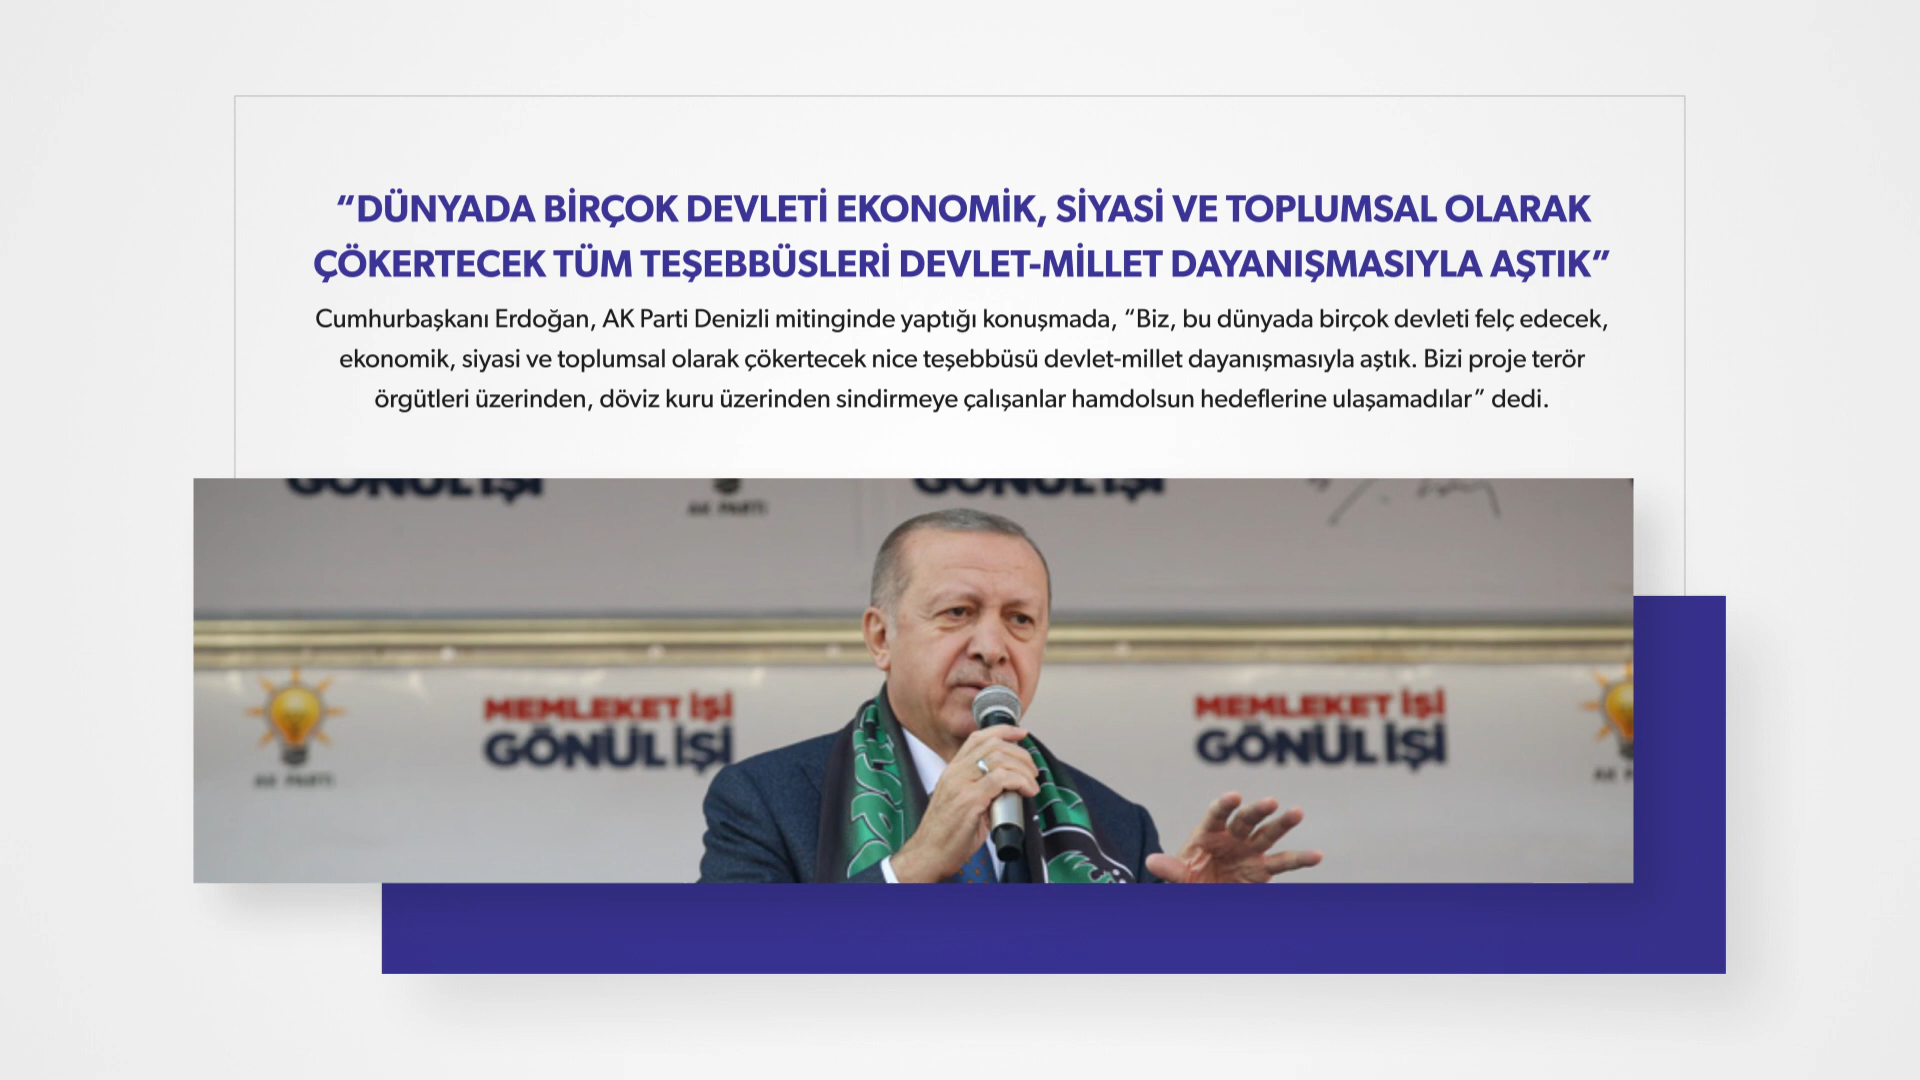 “DÜNYADA BİRÇOK DEVLETİ EKONOMİK, SİYASİ VE TOPLUMSAL OLARAK
ÇÖKERTECEK TÜM TEŞEBBÜSLERİ DEVLET-MİLLET DAYANIŞMASIYLA AŞTIK”
Cumhurbaşkanı Erdoğan, AK Parti Denizli mitinginde yaptığı konuşmada, “Biz, bu dünyada birçok devleti felç edecek,
ekonomik, siyasi ve toplumsal olarak çökertecek nice teşebbüsü devlet-millet dayanışmasıyla aştık. Bizi proje terör
örgütleri üzerinden, döviz kuru üzerinden sindirmeye çalışanlar hamdolsun hedeflerine ulaşamadılar” dedi.
GÖNÜL İŞİ
AK PARTİ
GÖNÜL İŞİ
AK PARTİ
MEMLEKET İŞİ
GÖNÜL İŞİ
MEMLEKET İŞİ
GÖNÜL İŞİ